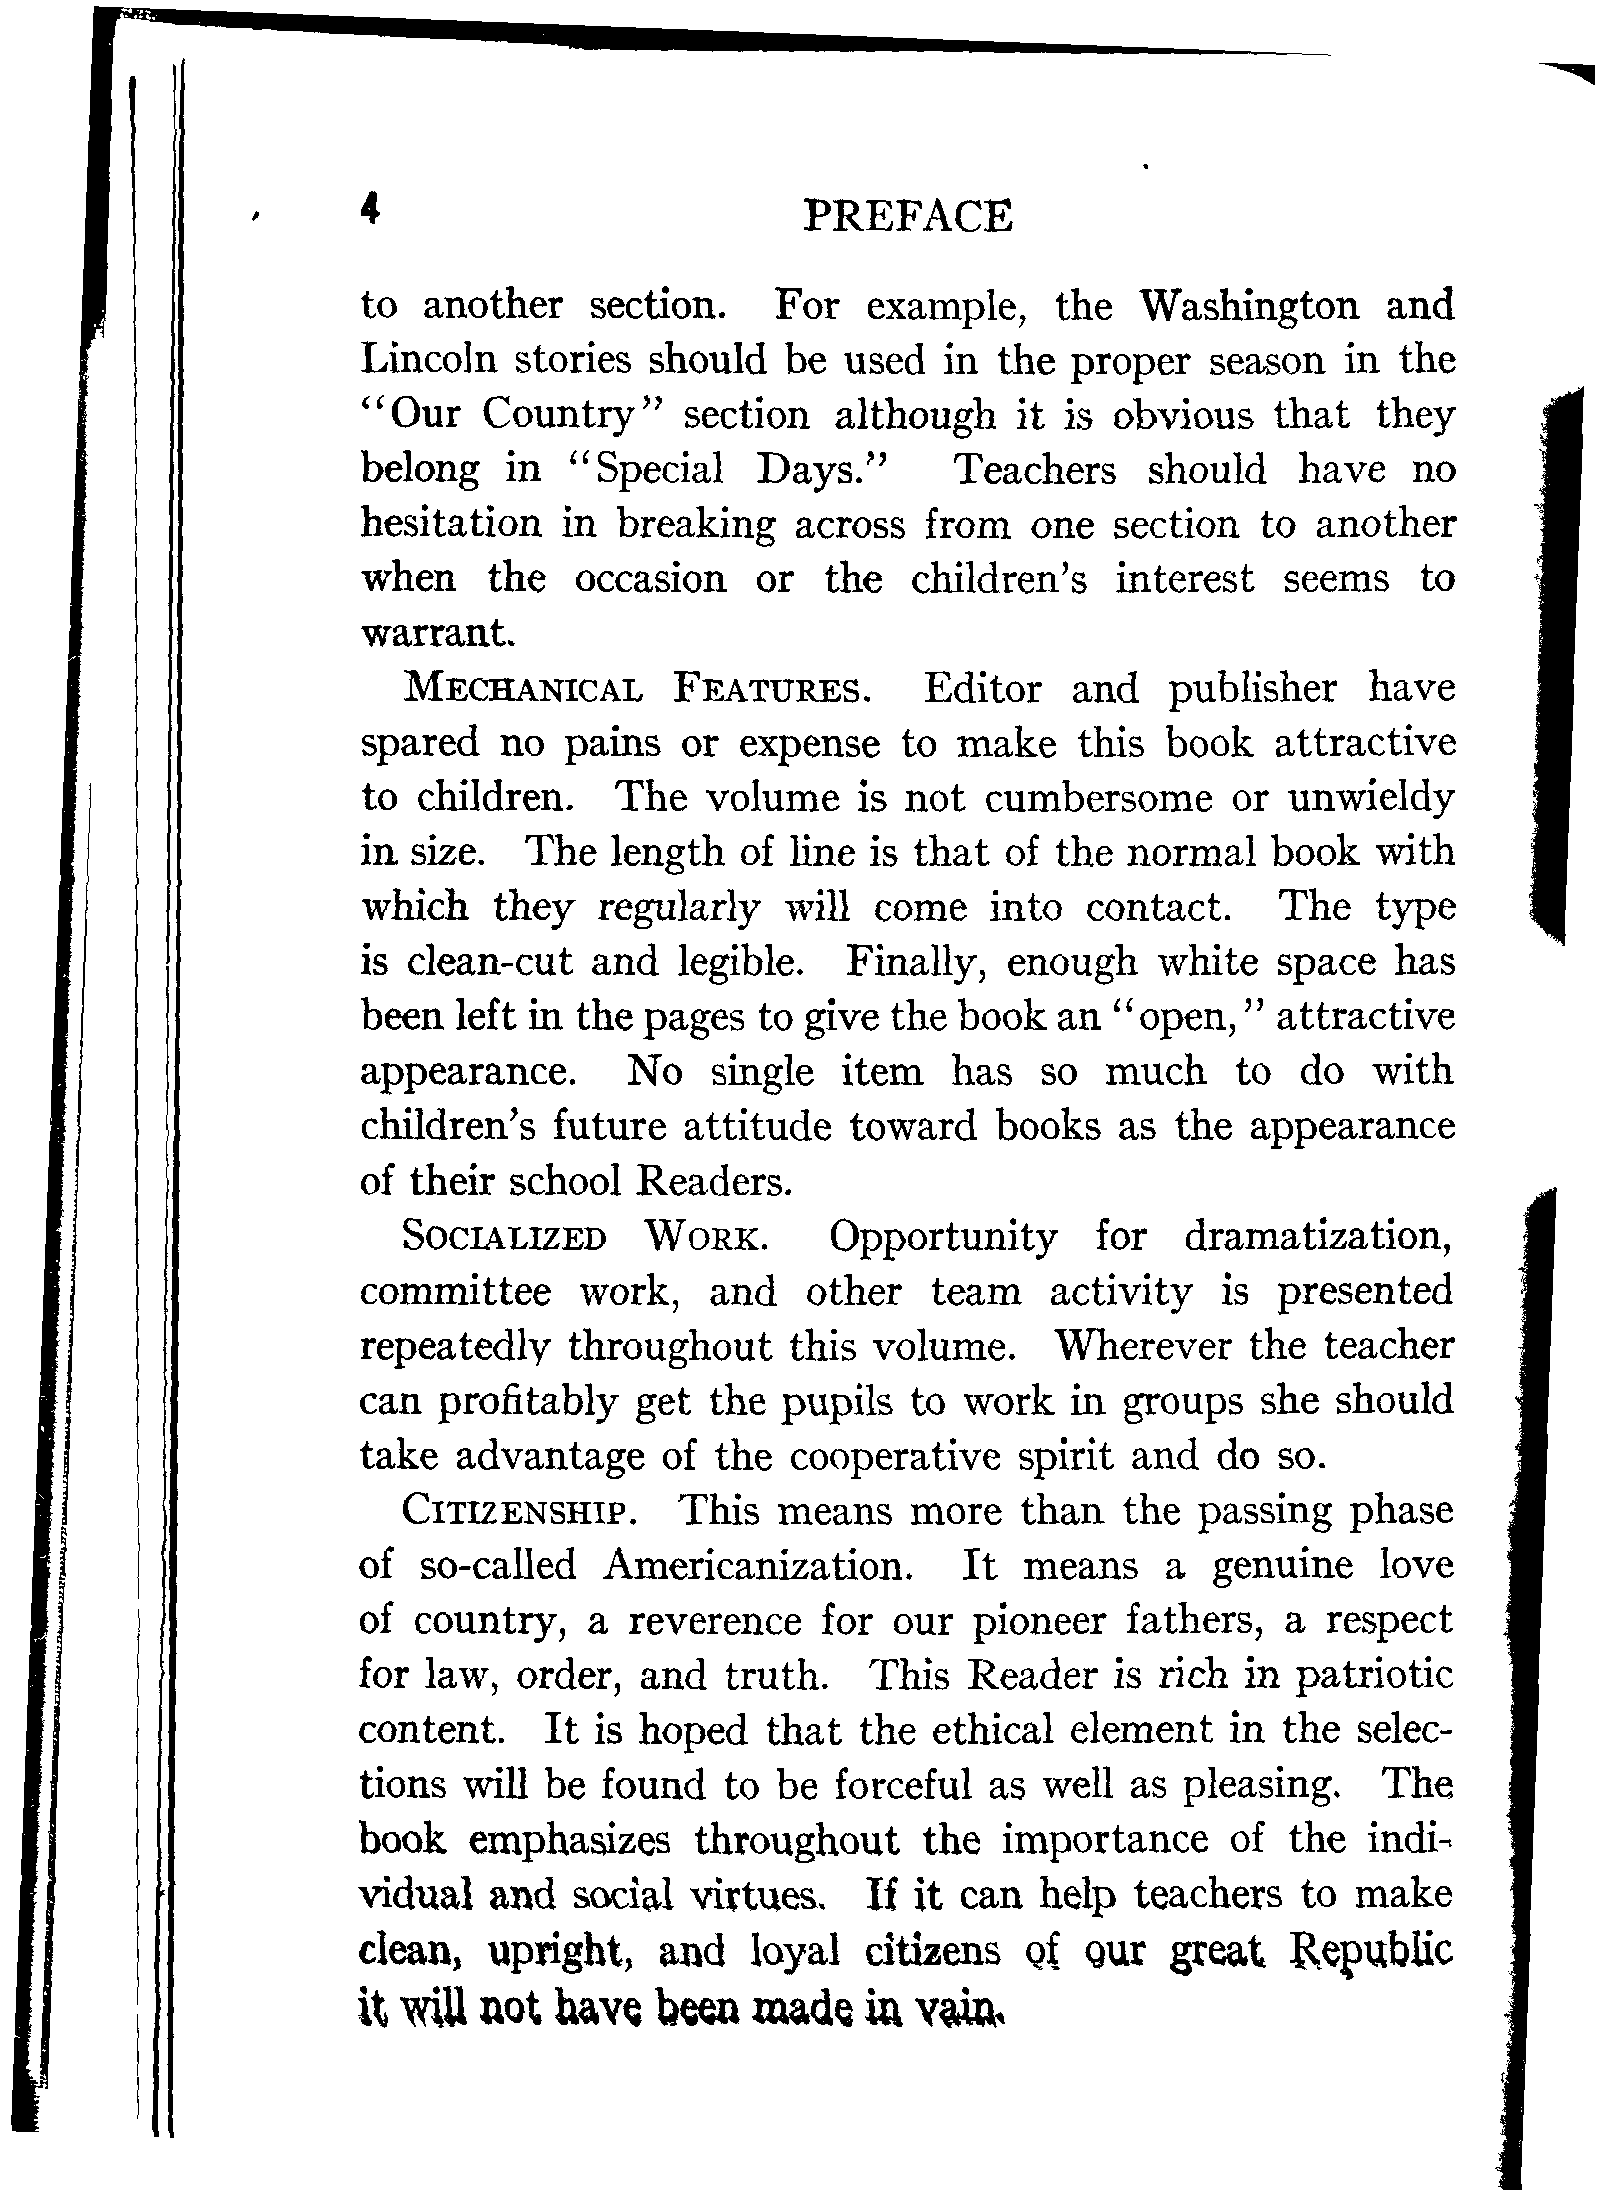 4 PREFACE
to another section. For example, the Washington and
Lincoln stories should be used in the proper season in the
"Our Country" section although it is obvious that they
belong in "Special Days." Teachers should have no
hesitation in breaking across from one section to another
when the occasion or the children's interest seems to
warrant.
MECHANICAL FEATURES. Editor and publisher have
spared no pains or expense to make this book attractive
to children. The volume is not cumbersome or unwieldy
in size. The length of line is that of the normal book with
which they regularly will come into contact. The type
is clean-cut and legible. Finally, enough white space has
been left in the pages to give the book an "open," attractive
appearance. No single item has so much to do with
children's future attitude toward books as the appearance
of their school Readers.
SOCIALIZED WORK. Opportunity for dramatization,
committee work, and other team activity is presented
repeatedly throughout this volume. Wherever the teacher
can profitably get the pupils to work in groups she should
take advantage of the cooperative spirit and do so.
CITIZENSHIP. This means more than the passing phase
of so-called Americanization. It means a genuine love
of country, a reverence for our pioneer fathers, a respect
for law, order, and truth. This Reader is rich in patriotic
content. It is hoped that the ethical element in the selec-
tions will be found to be forceful as well as pleasing. The
book emphasizes throughout the importance of the indi-
vidual and social virtues. If it can help teachers to make
clean, upright, and loyal citizens of our great Republic
it will not have been made in vain.